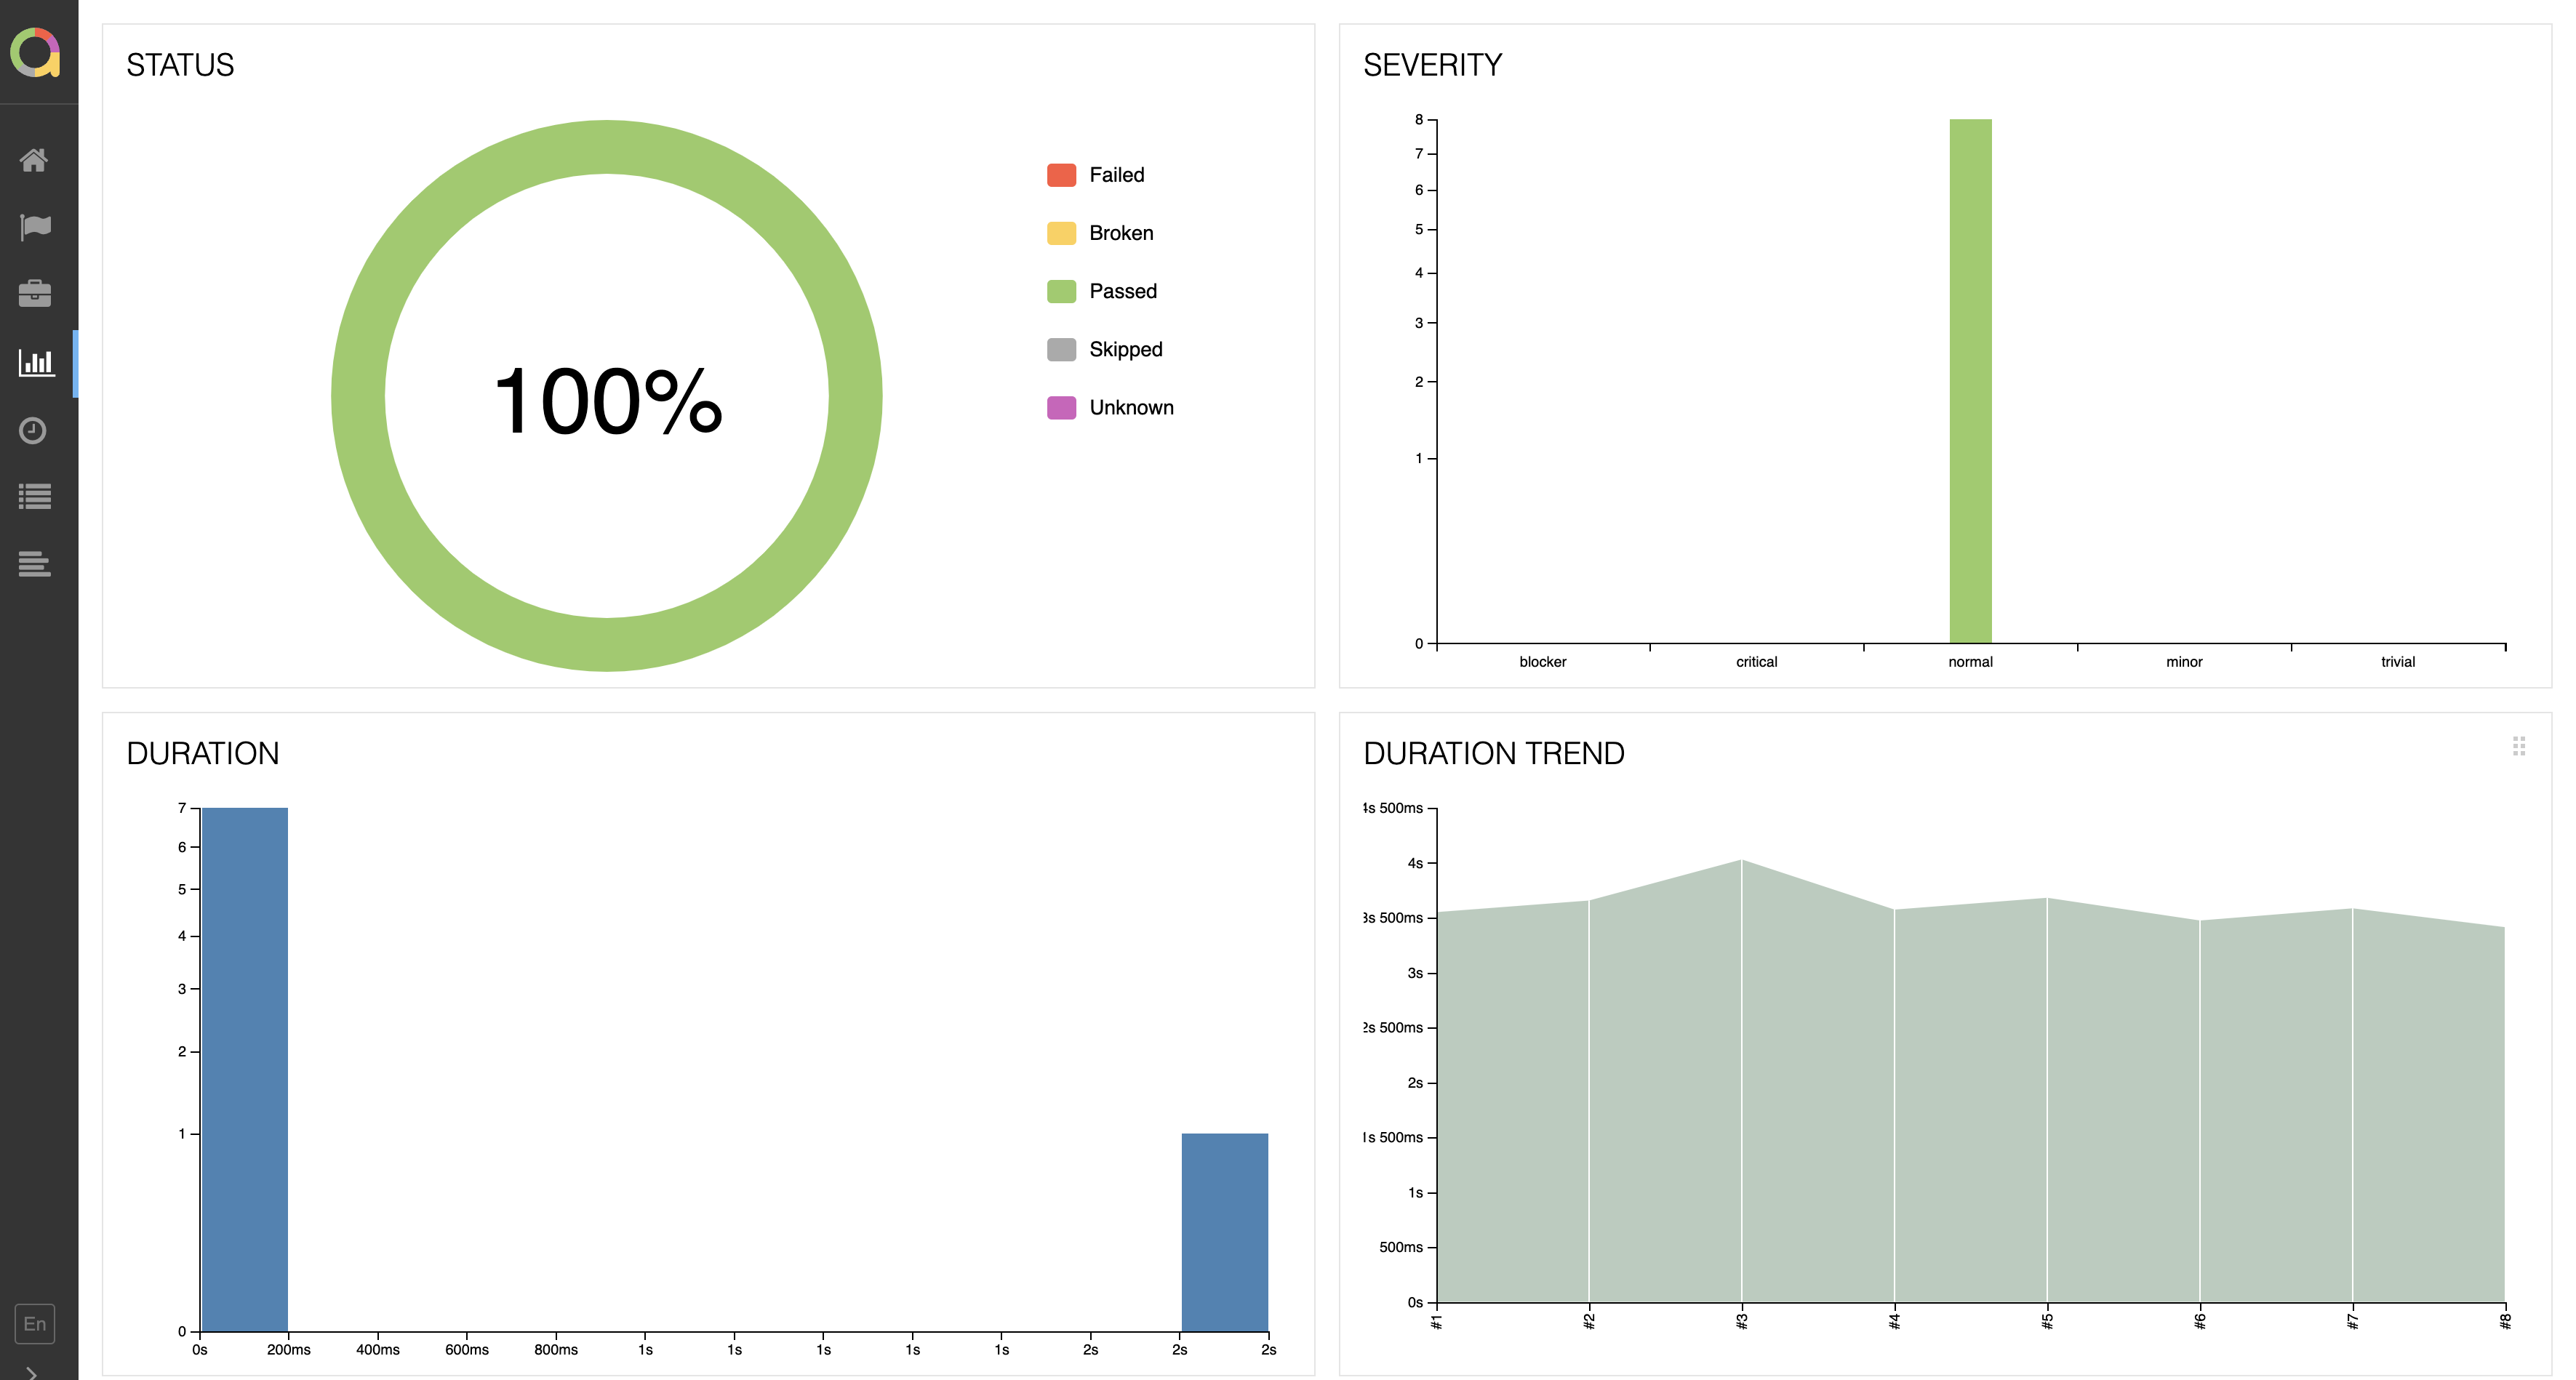 STATUS
100%
Failed
Broken
Passed
Skipped
Unknown
SEVERITY
8
7
6
5
4
3
2
1
0
blocker critical normal minor trivial
DURATION
7
6
5
4
3
2
1
0
0s 200ms 400ms 600ms 800ms 1s 1s 1s 1s 1s 2s 2s 2s
DURATION TREND
4s 500ms
4s
3s 500ms
3s
2s 500ms
2s
1s 500ms
1s
500ms
0s
#1 #2 #3 #4 #5 #6 #7 #8
En